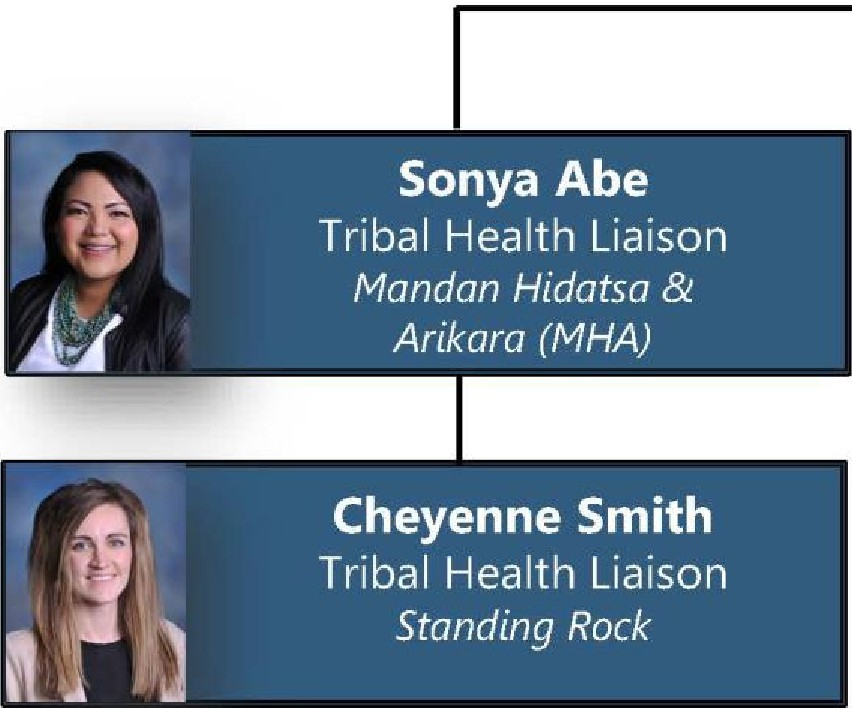 Sonya Abe
Tribal Health Liaison
Mandan Hidatsa &
Arikara (MHA)
Cheyenne Smith
Tribal Health Liaison
Standing Rock